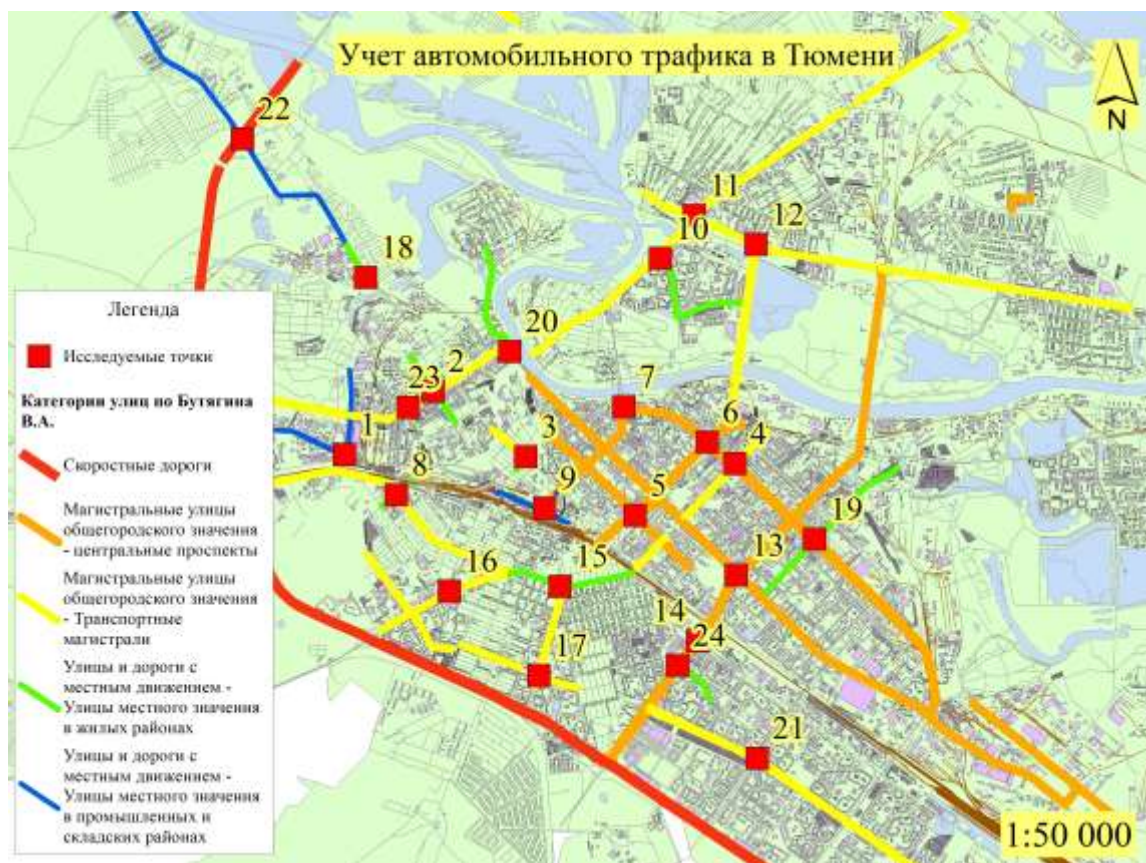 Учет автомобильного трафика в Тюмени
N
22
11
12
10
18
20
2
23
7
6
1
3
4
8
9
5
19
15
13
16
14
24
17
21
Легенда
Исследуемые точки
Категории улиц по Бутягина
В.А.
Скоростные дороги
Магистральные улицы
общегородского значения
- центральные проспекты
Магистральные улицы
общегородского значения
- Транспортные
магистрали
Улицы и дороги с
местным движением -
Улицы местного значения
в жилых районах
Улицы и дороги с
местным движением -
Улицы местного значения
в промышленных и
складских районах
1:50 000